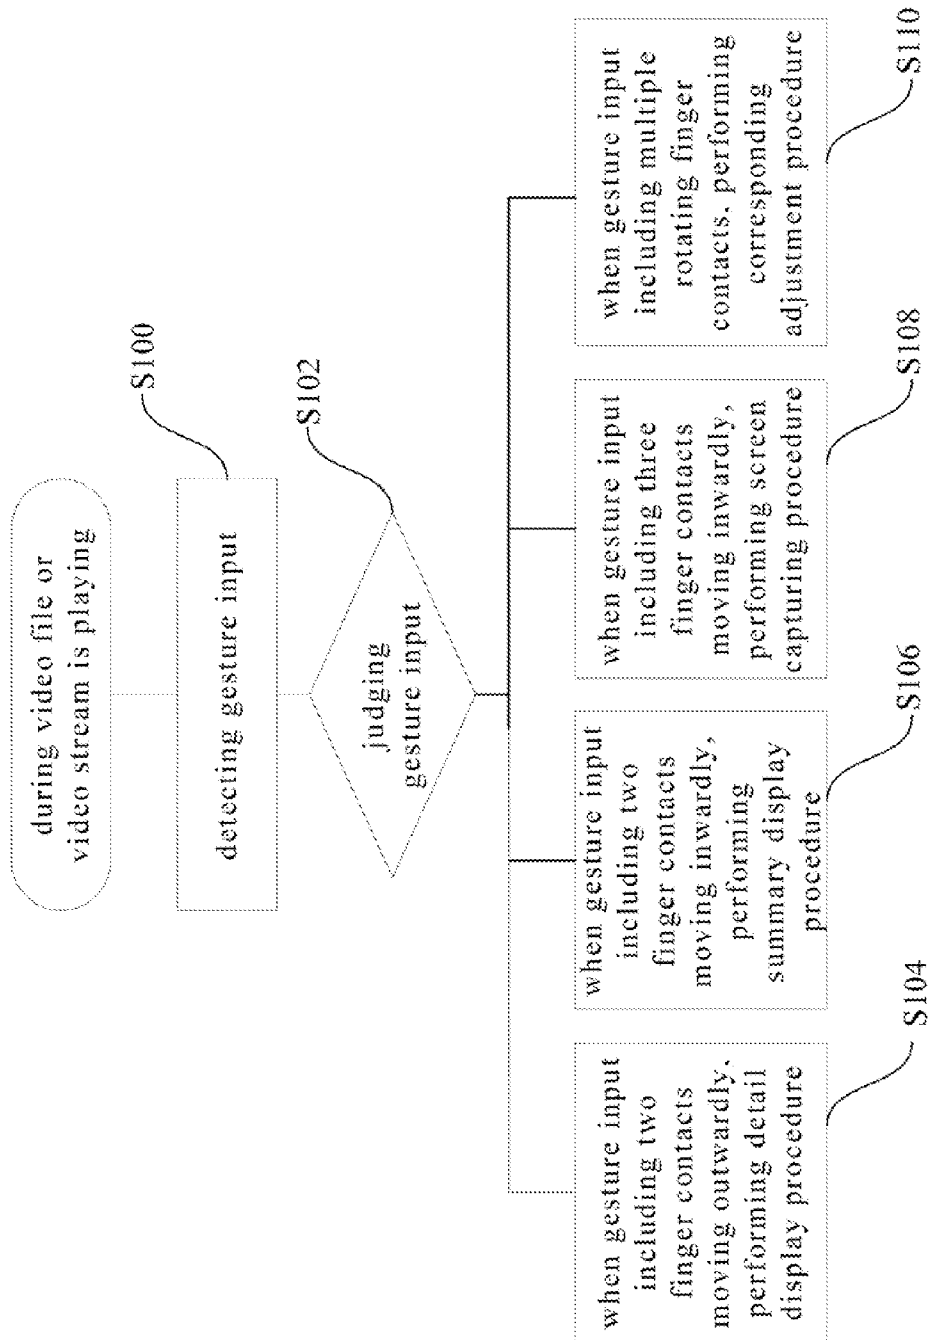 during video file or
video stream is playing
detecting gesture input
S100
judging
gesture input
S102
when gesture input
including two
finger contacts
moving outwardly,
performing detail
display procedure
S104
when gesture input
including two
finger contacts
moving inwardly,
performing
summary display
procedure
S106
when gesture input
including three
finger contacts
moving inwardly,
performing screen
capturing procedure
S108
when gesture input
including multiple
rotating finger
contacts, performing
corresponding
adjustment procedure
S110